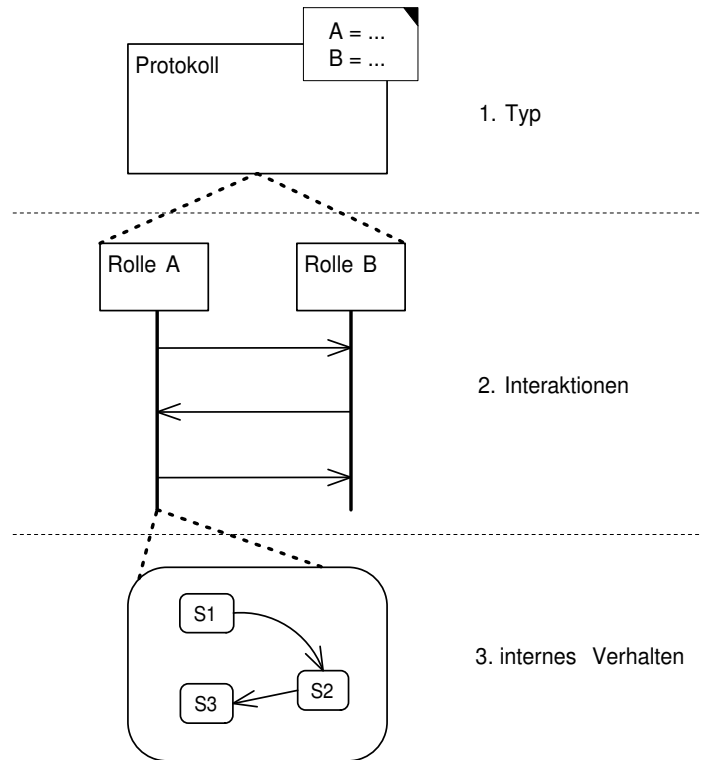 A = ...
B = ...
Protokoll
1. Typ
Rolle A
Rolle B
2. Interaktionen
S1
S2
S3
3. internes Verhalten